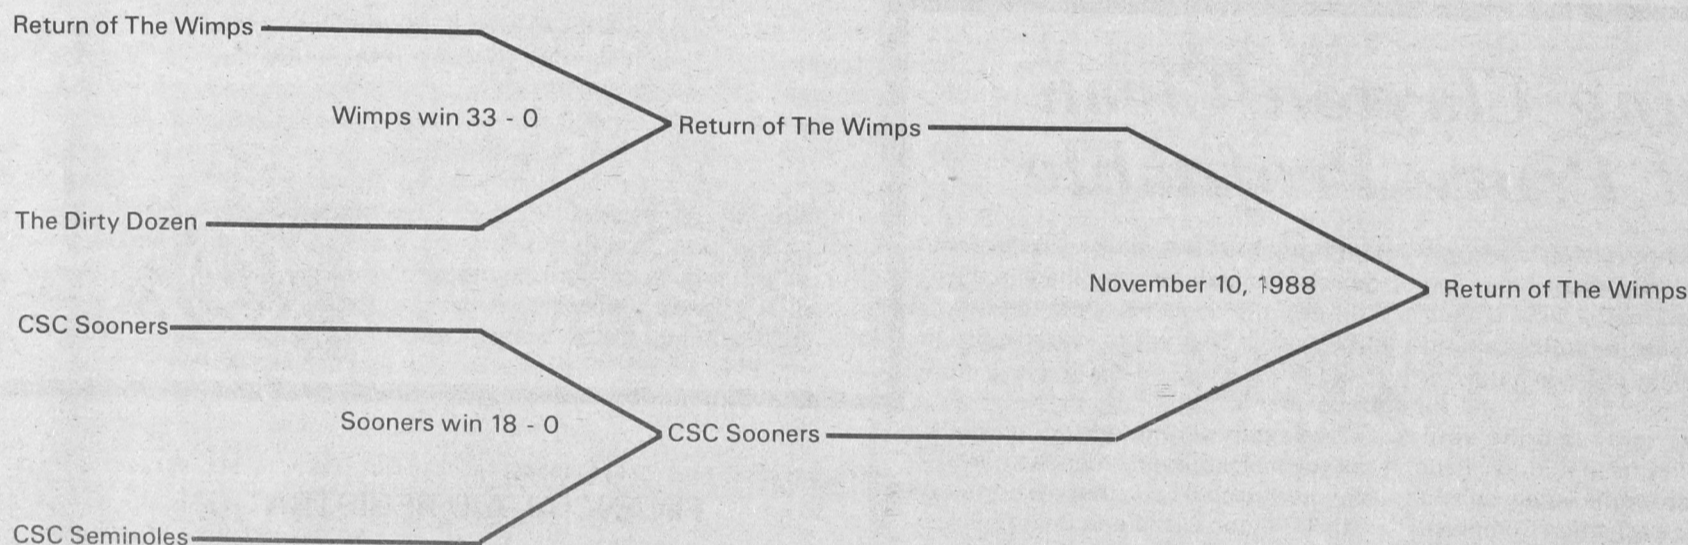 Return of The Wimps
Wimps win 33 - 0
Return of The Wimps
The Dirty Dozen
November 10, 1988
Return of The Wimps
CSC Sooners
Sooners win 18 - 0
CSC Sooners
CSC Seminoles